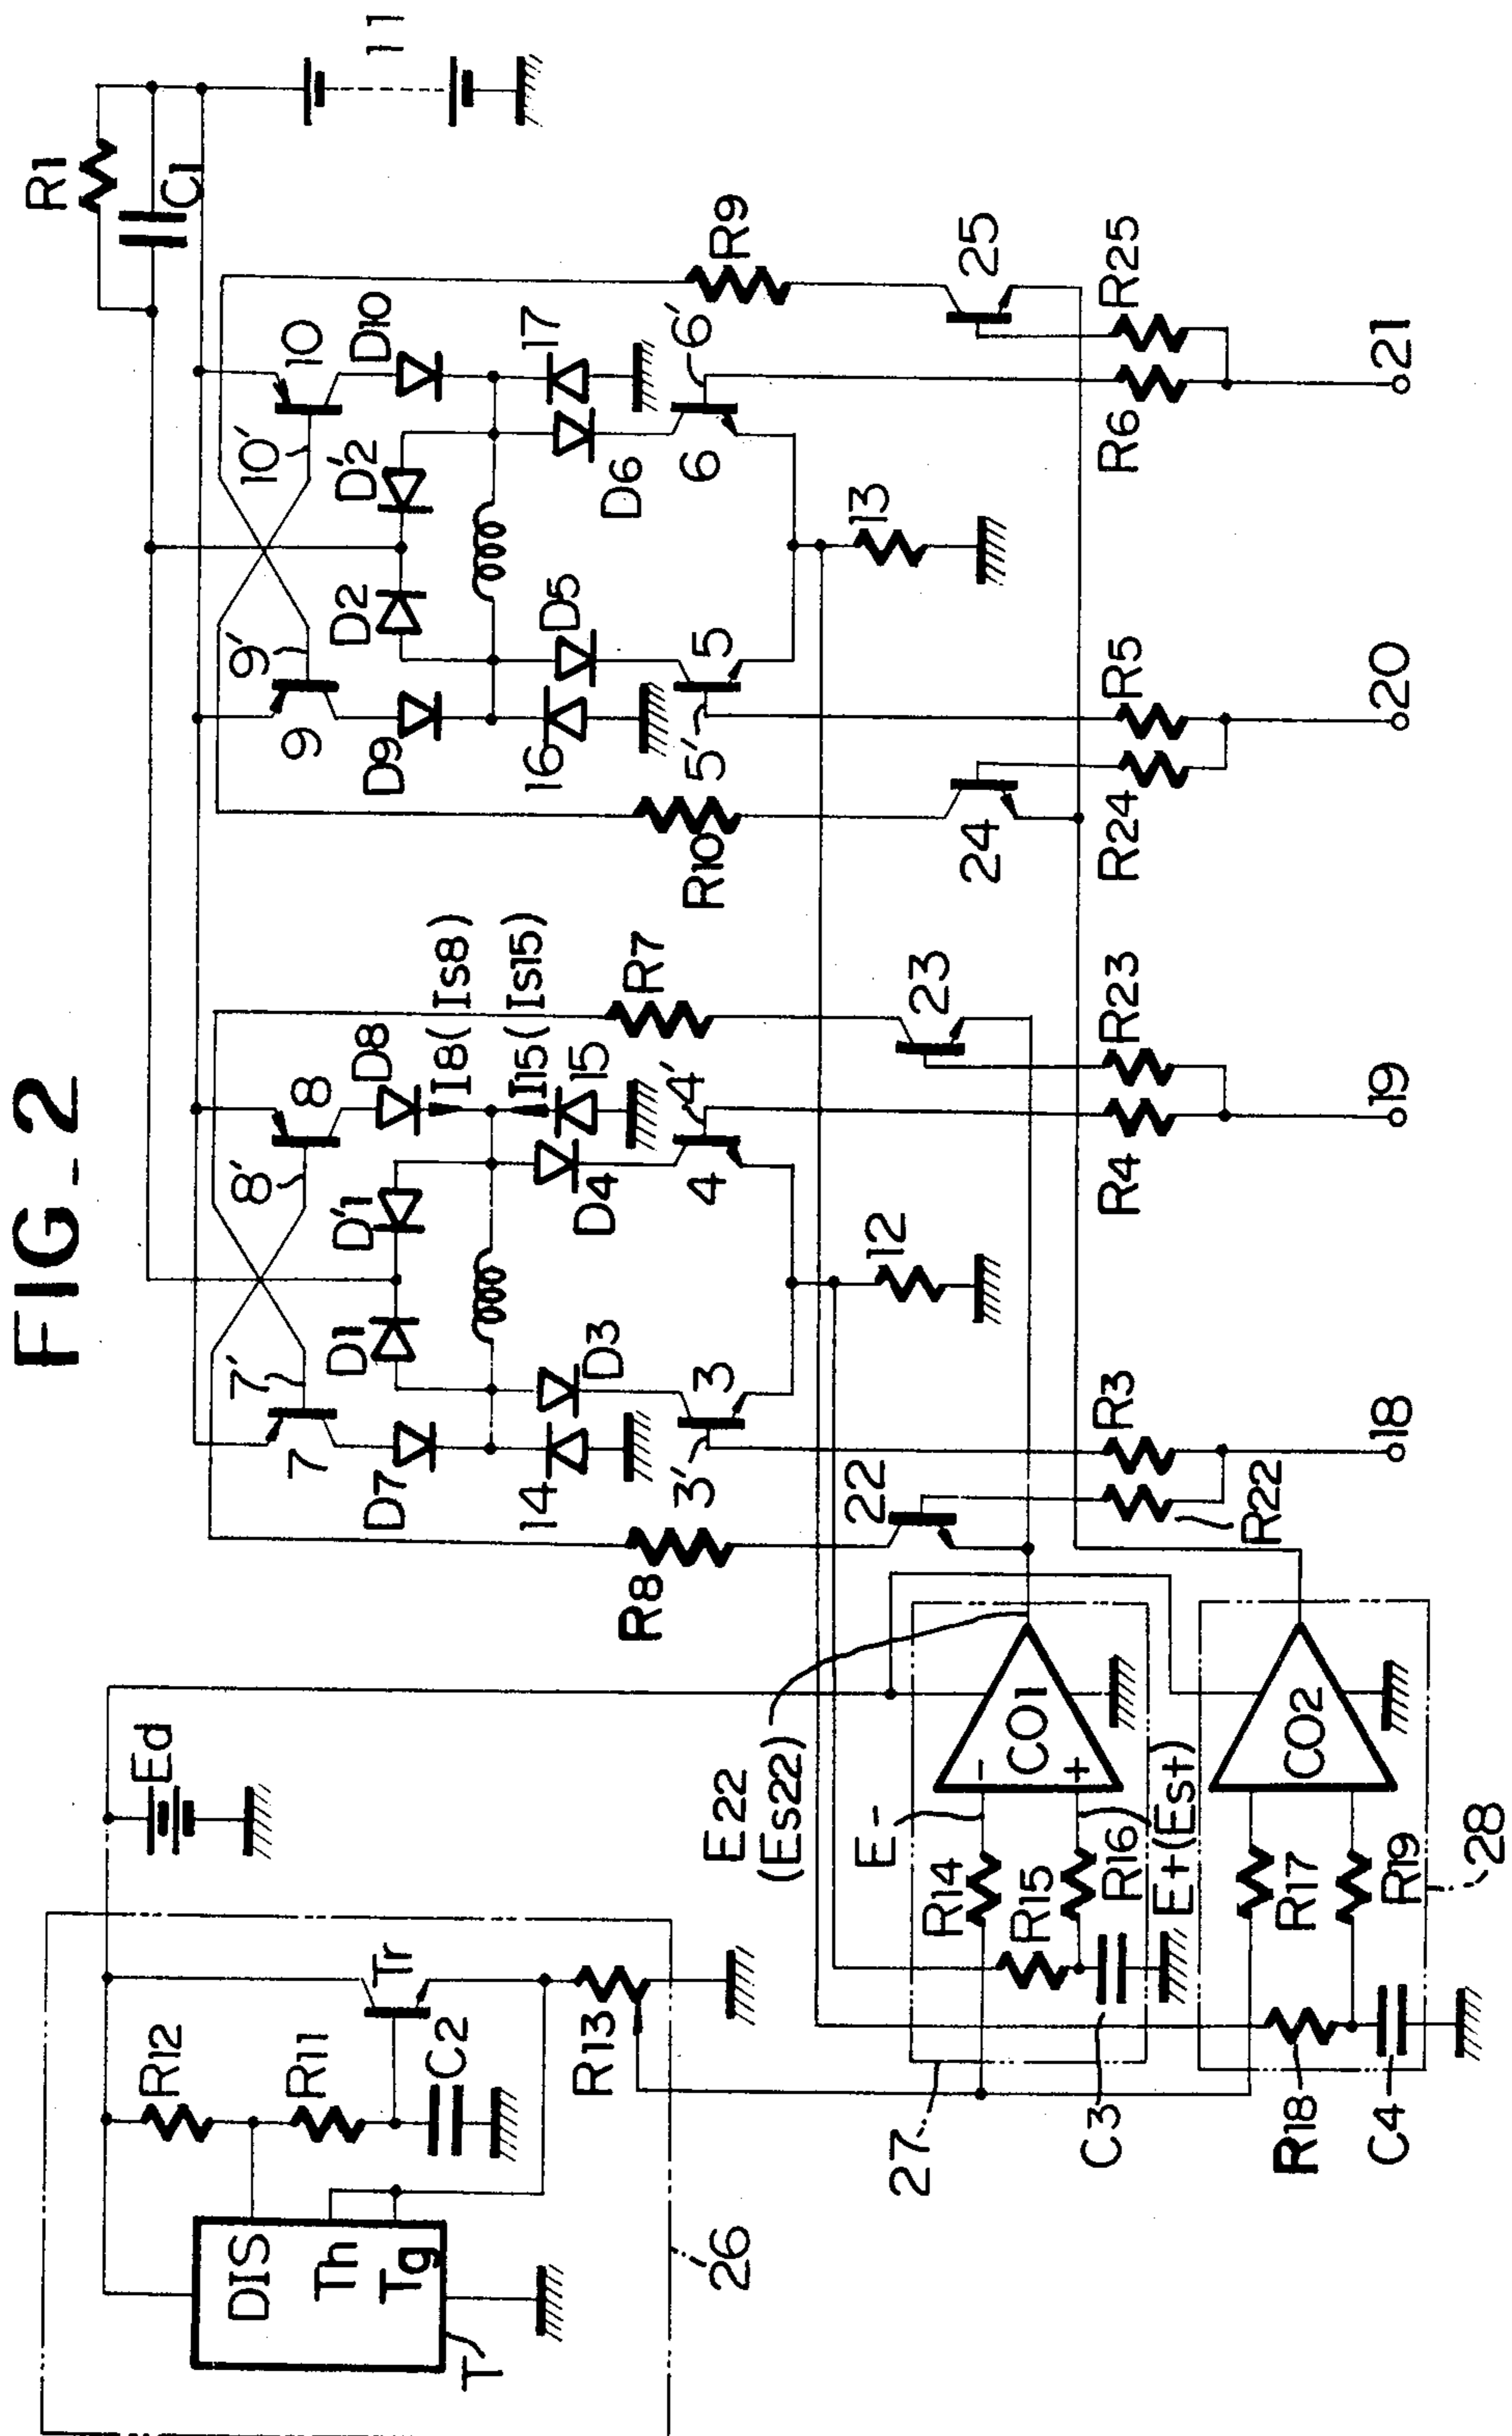 FIG_2
R1
C1
11
10
10'
D10
D'2
D2
9'
9
D9
17
16
D5
D6
6'
6
5
5'
R9
R10
25
24
13
R25
R6
R5
R24
21
20
8
8'
D8
I8(Is8)
I15(Is15)
15
D'1
D1
7'
7
D7
14
D3
D4
4'
4
3
3'
R7
R8
23
22
12
R23
R4
R3
R22
19
18
Ed
E22
(Es22)
E-
CO1
-
+
E+(Es+)
R14
R15
R16
C3
27
CO2
R17
R19
R18
C4
28
R12
R11
Tr
C2
R13
DIS
Th
Tg
T
26